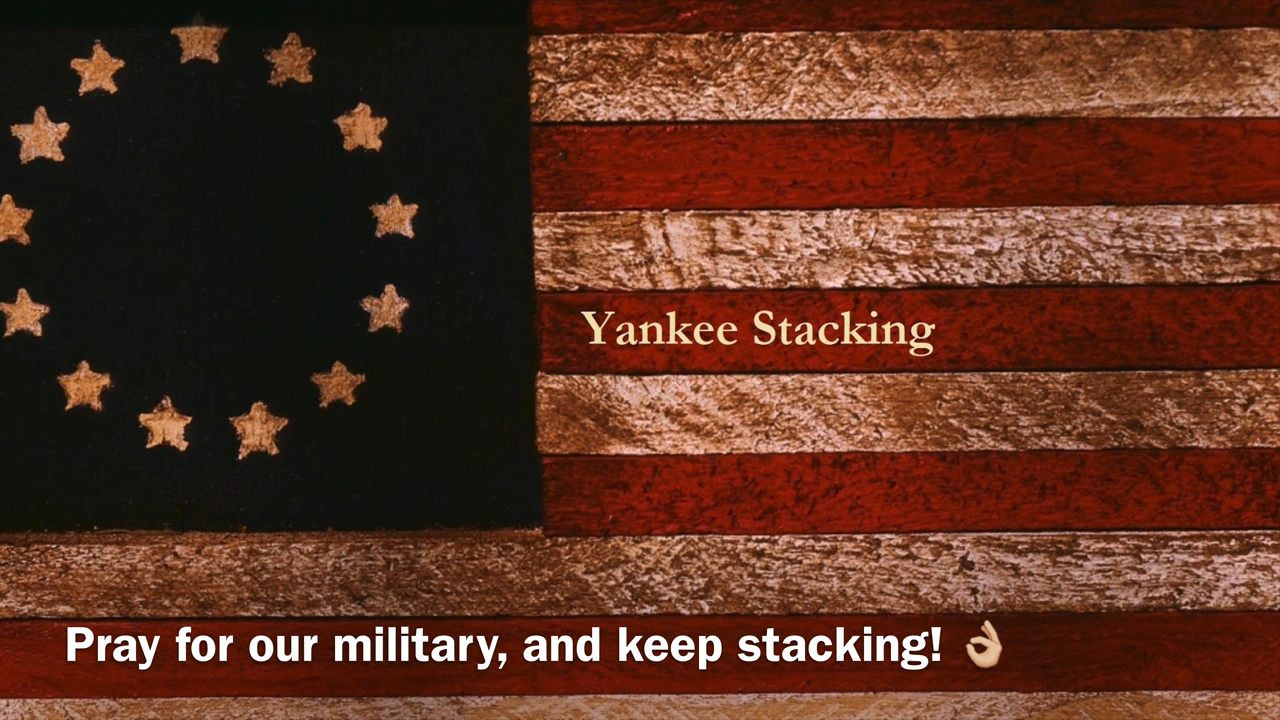 Yankee Stacking
Pray for our military, and keep stacking! 👌🏼